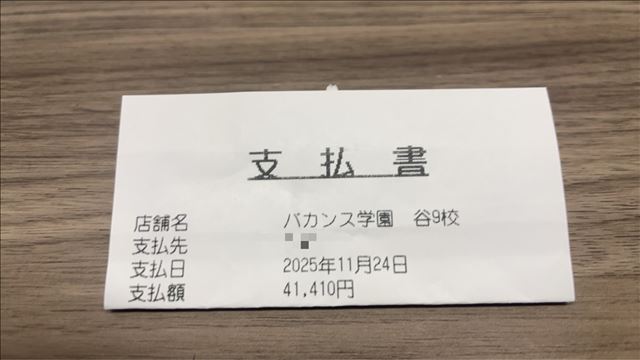 支払書
店舗名 バカンス学園 谷9校
支払先
支払日 2025年11月24日
支払額 41,410円